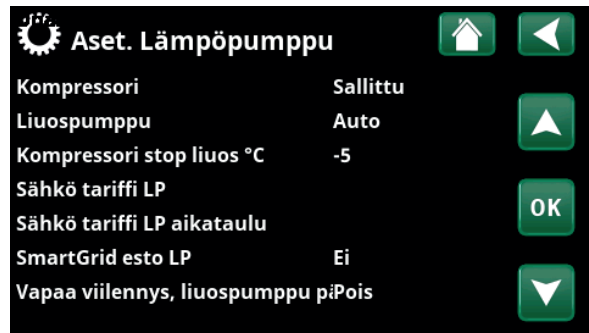 Aset. Lämpöpumppu
Kompressori Sallittu
Liuospumppu Auto
Kompressori stop liuos °C -5
Sähkö tariffi LP
Sähkö tariffi LP aikataulu
OK
SmartGrid esto LP Ei
Vapaa viilennys, liuospumppu pä Pois